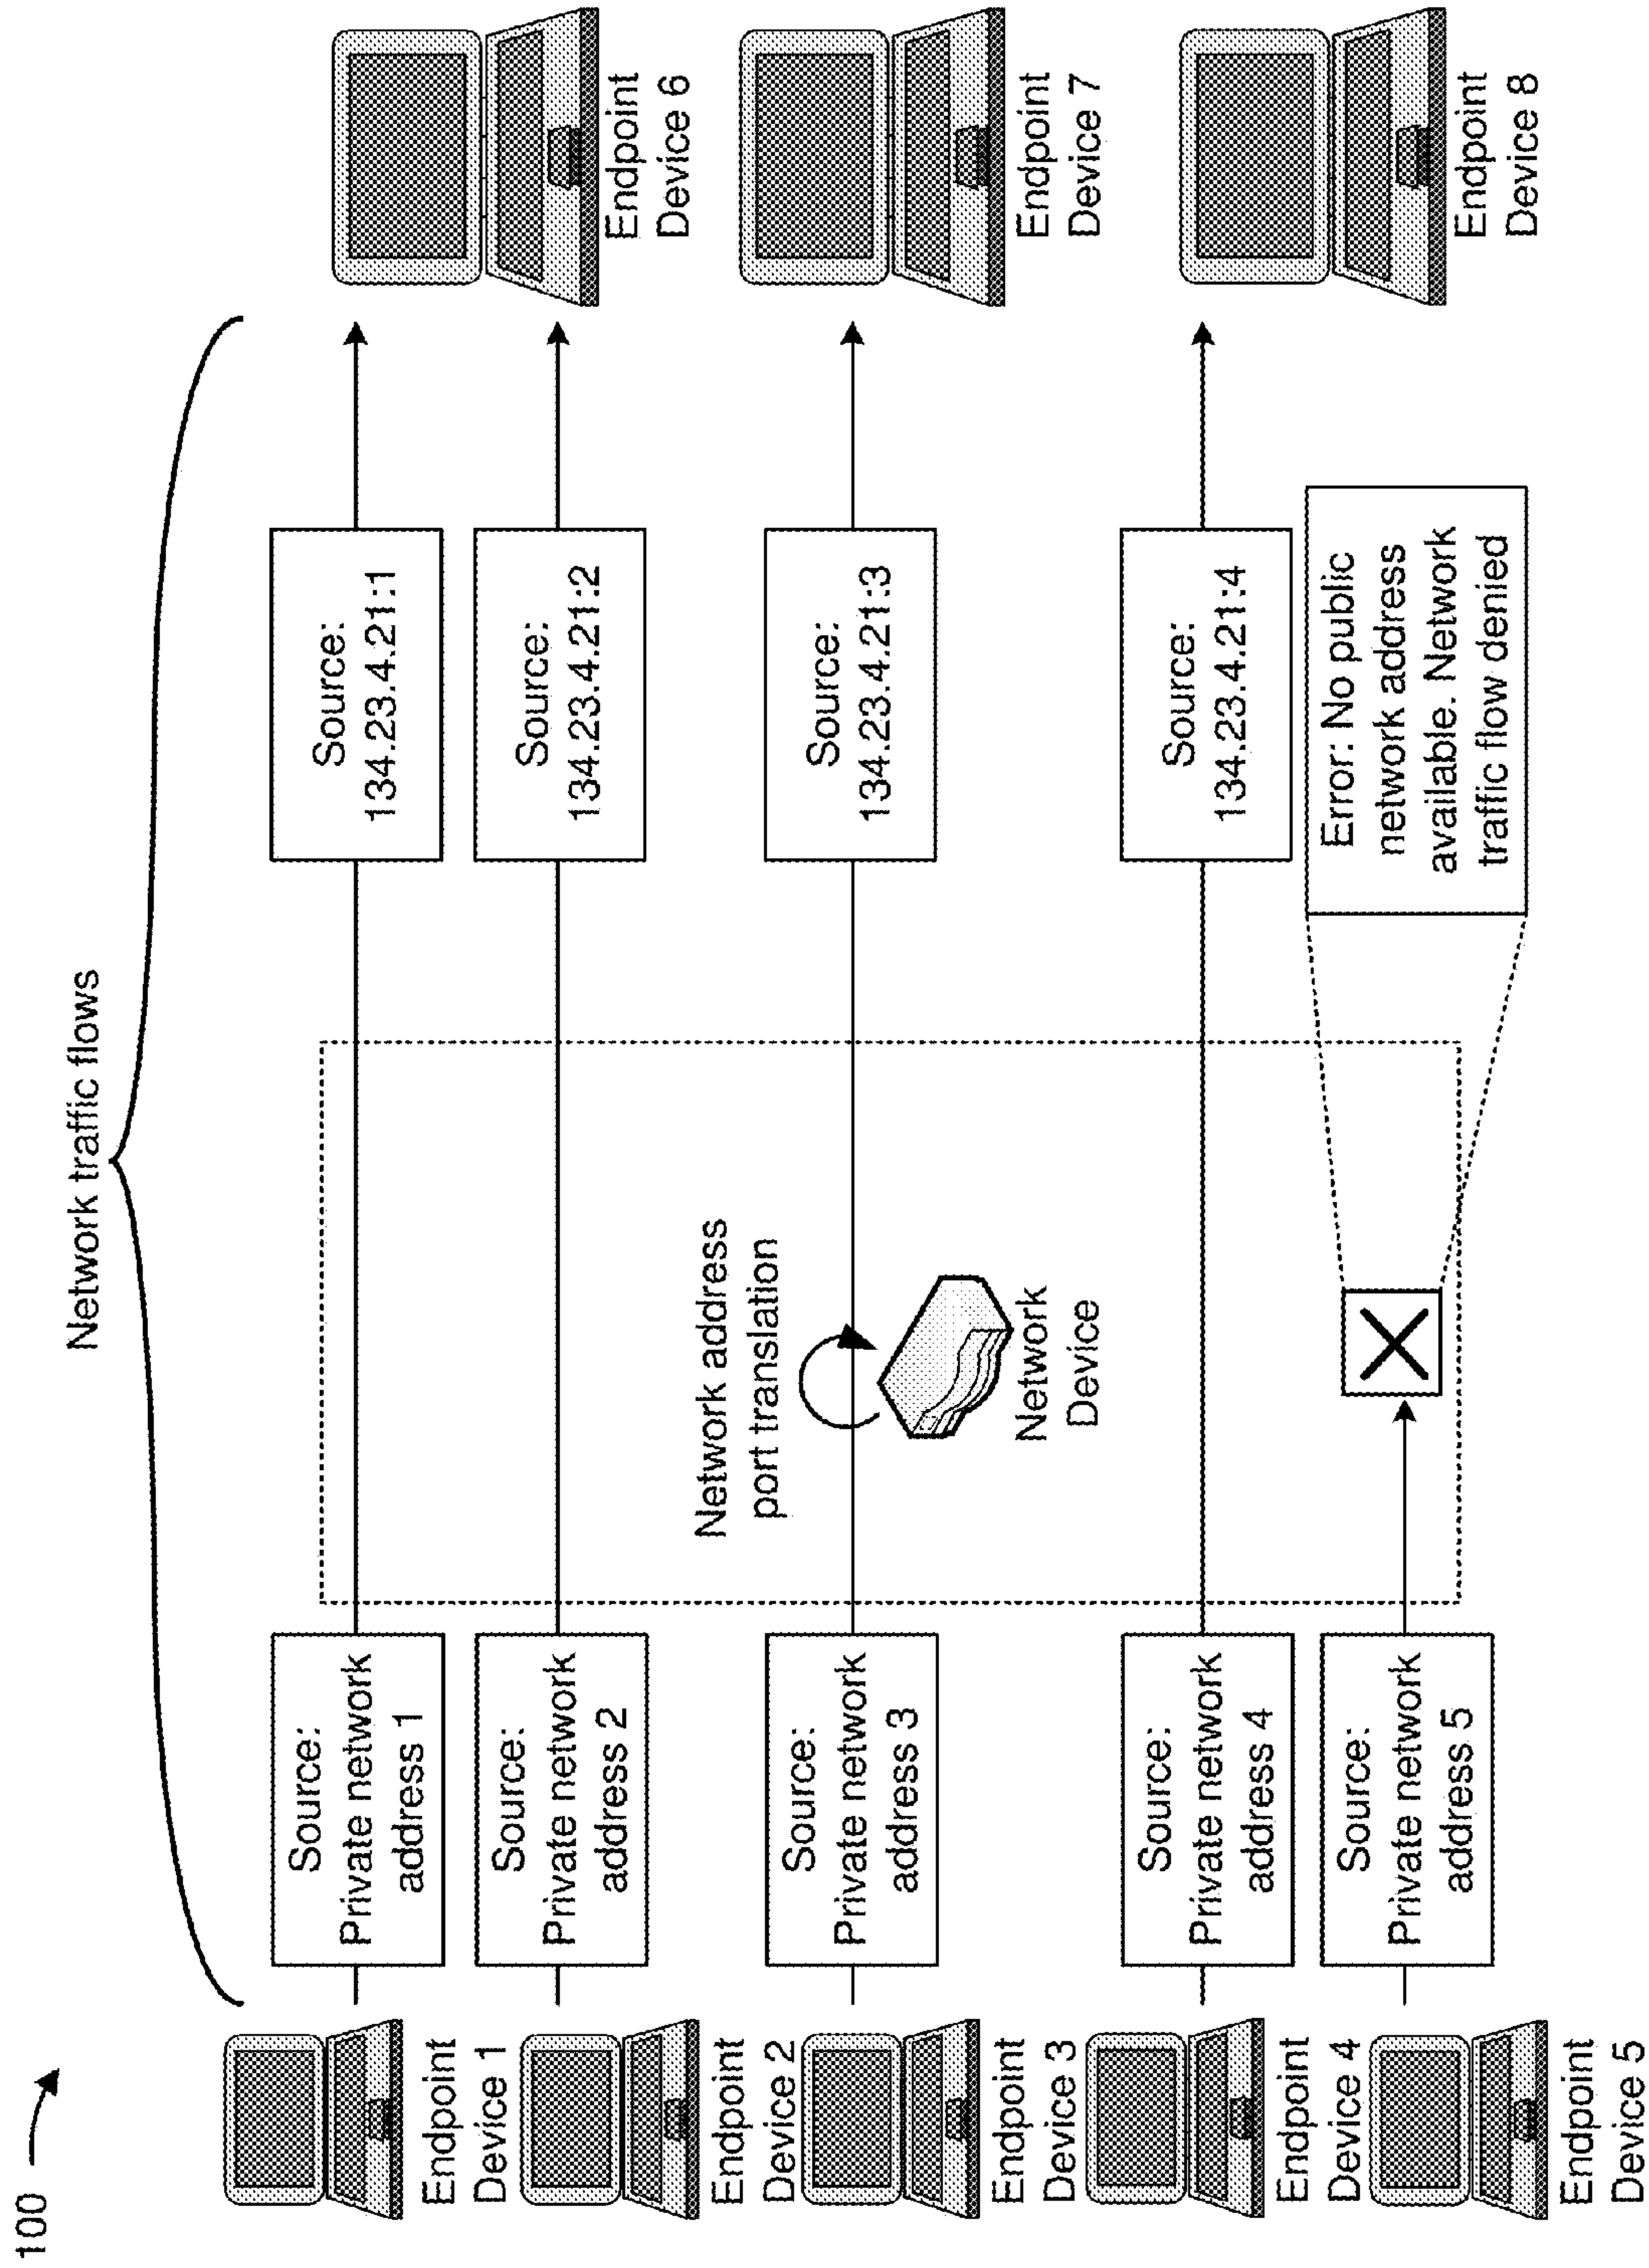 100
Network traffic flows
Endpoint
Device 1
Source:
Private network
address 1
Source:
134.23.4.21:1
Endpoint
Device 6
Endpoint
Device 2
Source:
Private network
address 2
Source:
134.23.4.21:2
Network address
port translation
Network
Device
Endpoint
Device 3
Source:
Private network
address 3
Source:
134.23.4.21:3
Endpoint
Device 7
Endpoint
Device 4
Source:
Private network
address 4
Source:
134.23.4.21:4
Endpoint
Device 8
Endpoint
Device 5
Source:
Private network
address 5
Error: No public
network address
available. Network
traffic flow denied